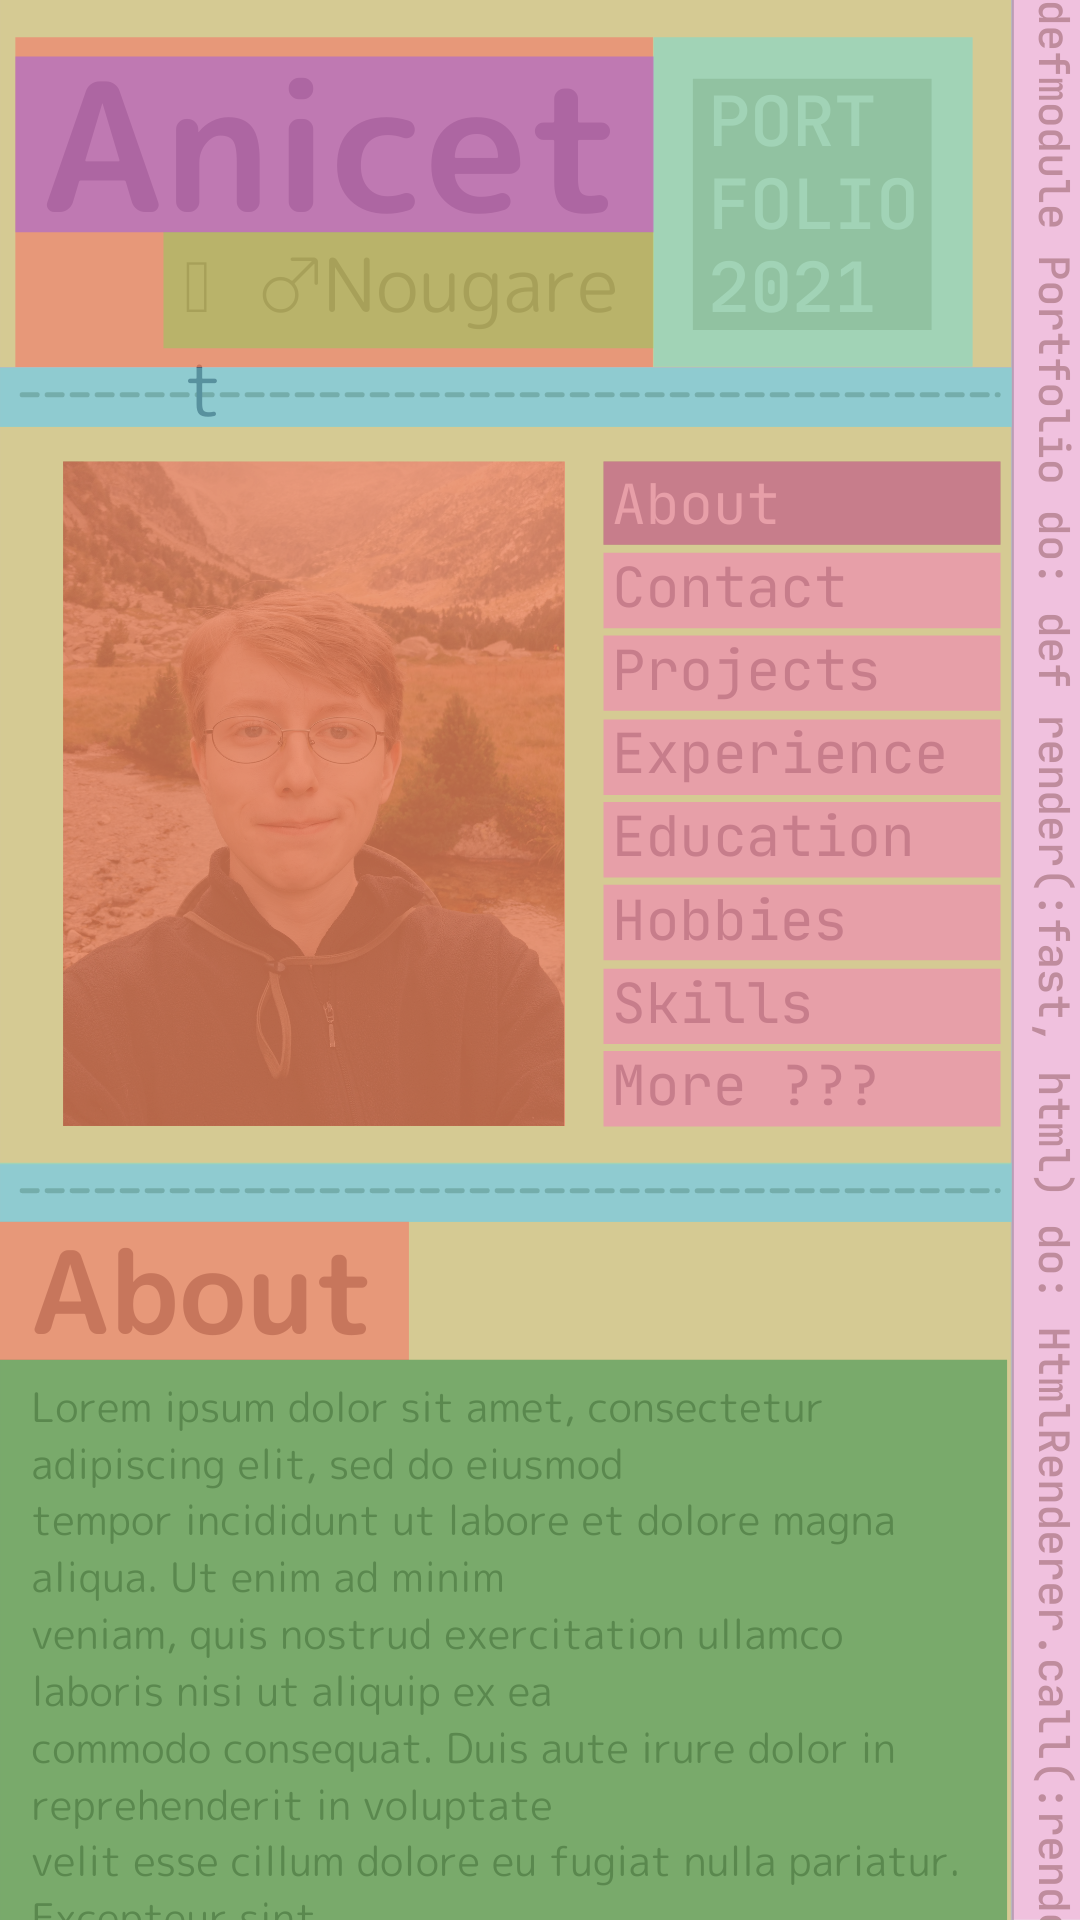 Anicet
♂Nougare
t
PORT
FOLIO
2021
About
Contact
Projects
Experience
Education
Hobbies
Skills
More ???
About
Lorem ipsum dolor sit amet, consectetur
adipiscing elit, sed do eiusmod
tempor incididunt ut labore et dolore magna
aliqua. Ut enim ad minim
veniam, quis nostrud exercitation ullamco
laboris nisi ut aliquip ex ea
commodo consequat. Duis aute irure dolor in
reprehenderit in voluptate
velit esse cillum dolore eu fugiat nulla pariatur.
Excepteur sint
defmodule Portfolio do: def render(:fast, html) do: HtmlRenderer.call(:rend